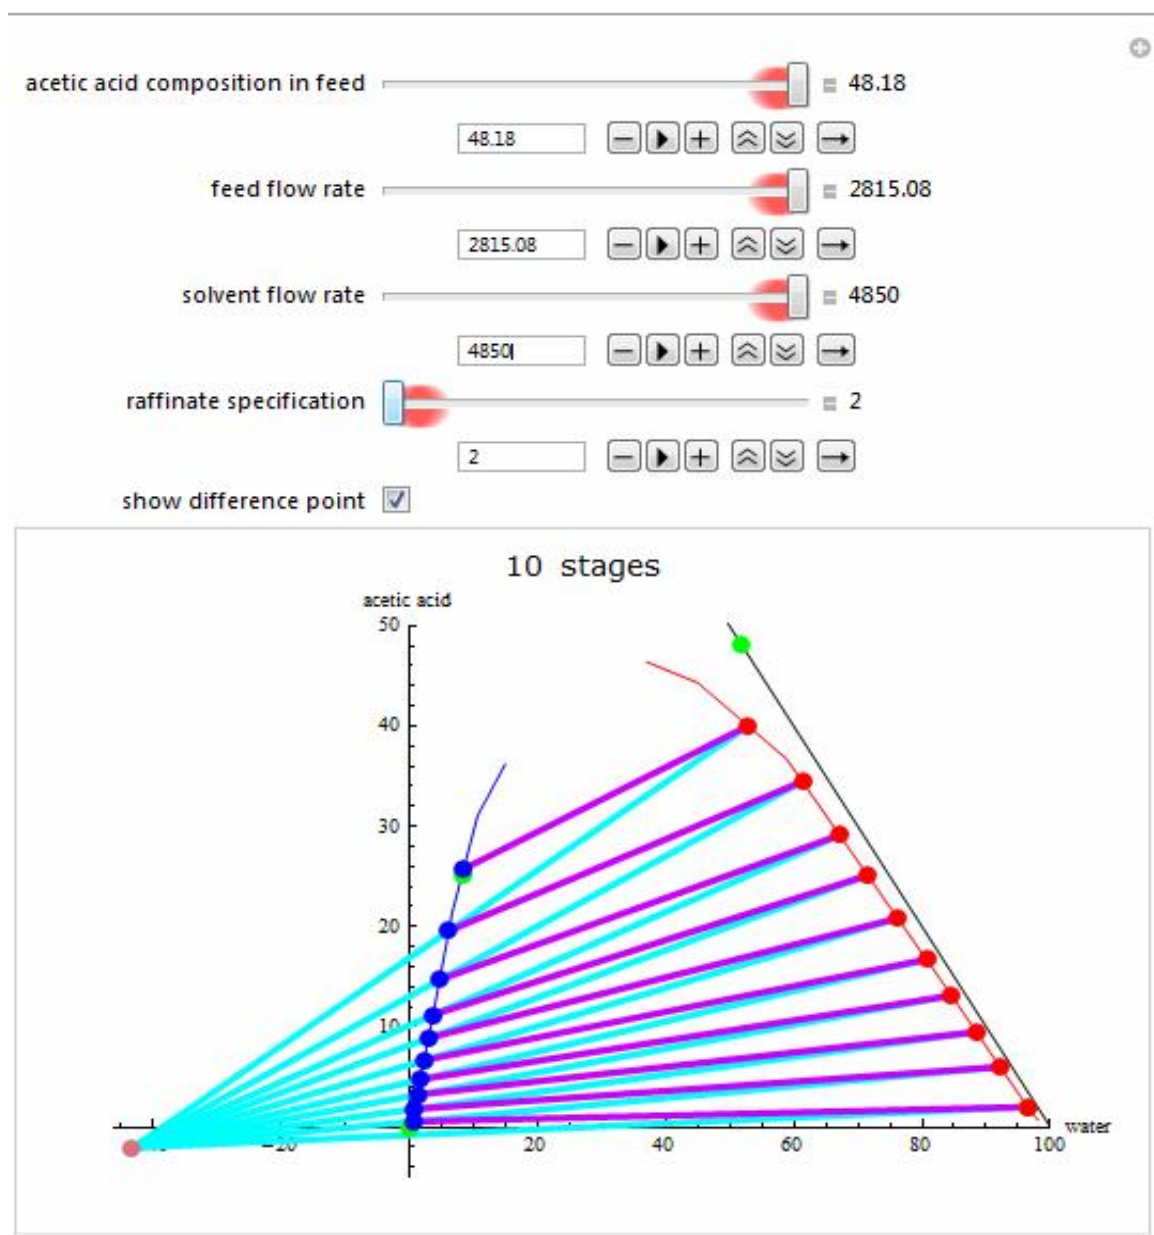 acetic acid composition in feed 48.18
48.18
feed flow rate 2815.08
2815.08
solvent flow rate 4850
4850
raffinate specification 2
2
show difference point
10 stages
acetic acid
50
40
30
20
10
-20 20 40 60 80 100
water